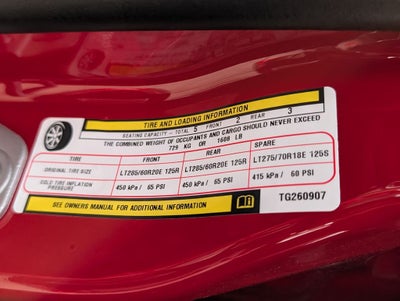 TIRE AND LOADING INFORMATION
SEATING CAPACITY - TOTAL 5 FRONT 2 REAR 3
THE COMBINED WEIGHT OF OCCUPANTS AND CARGO SHOULD NEVER EXCEED
729 KG OR 1608 LB
TIRE FRONT REAR SPARE
ORIGINAL TIRE SIZE LT285/60R20E 125R LT285/60R20E 125R LT275/70R18E 125S
COLD TIRE INFLATION PRESSURE 450 kPa / 65 PSI 450 kPa / 65 PSI 415 kPa / 60 PSI
SEE OWNERS MANUAL FOR ADDITIONAL INFORMATION
TG260907